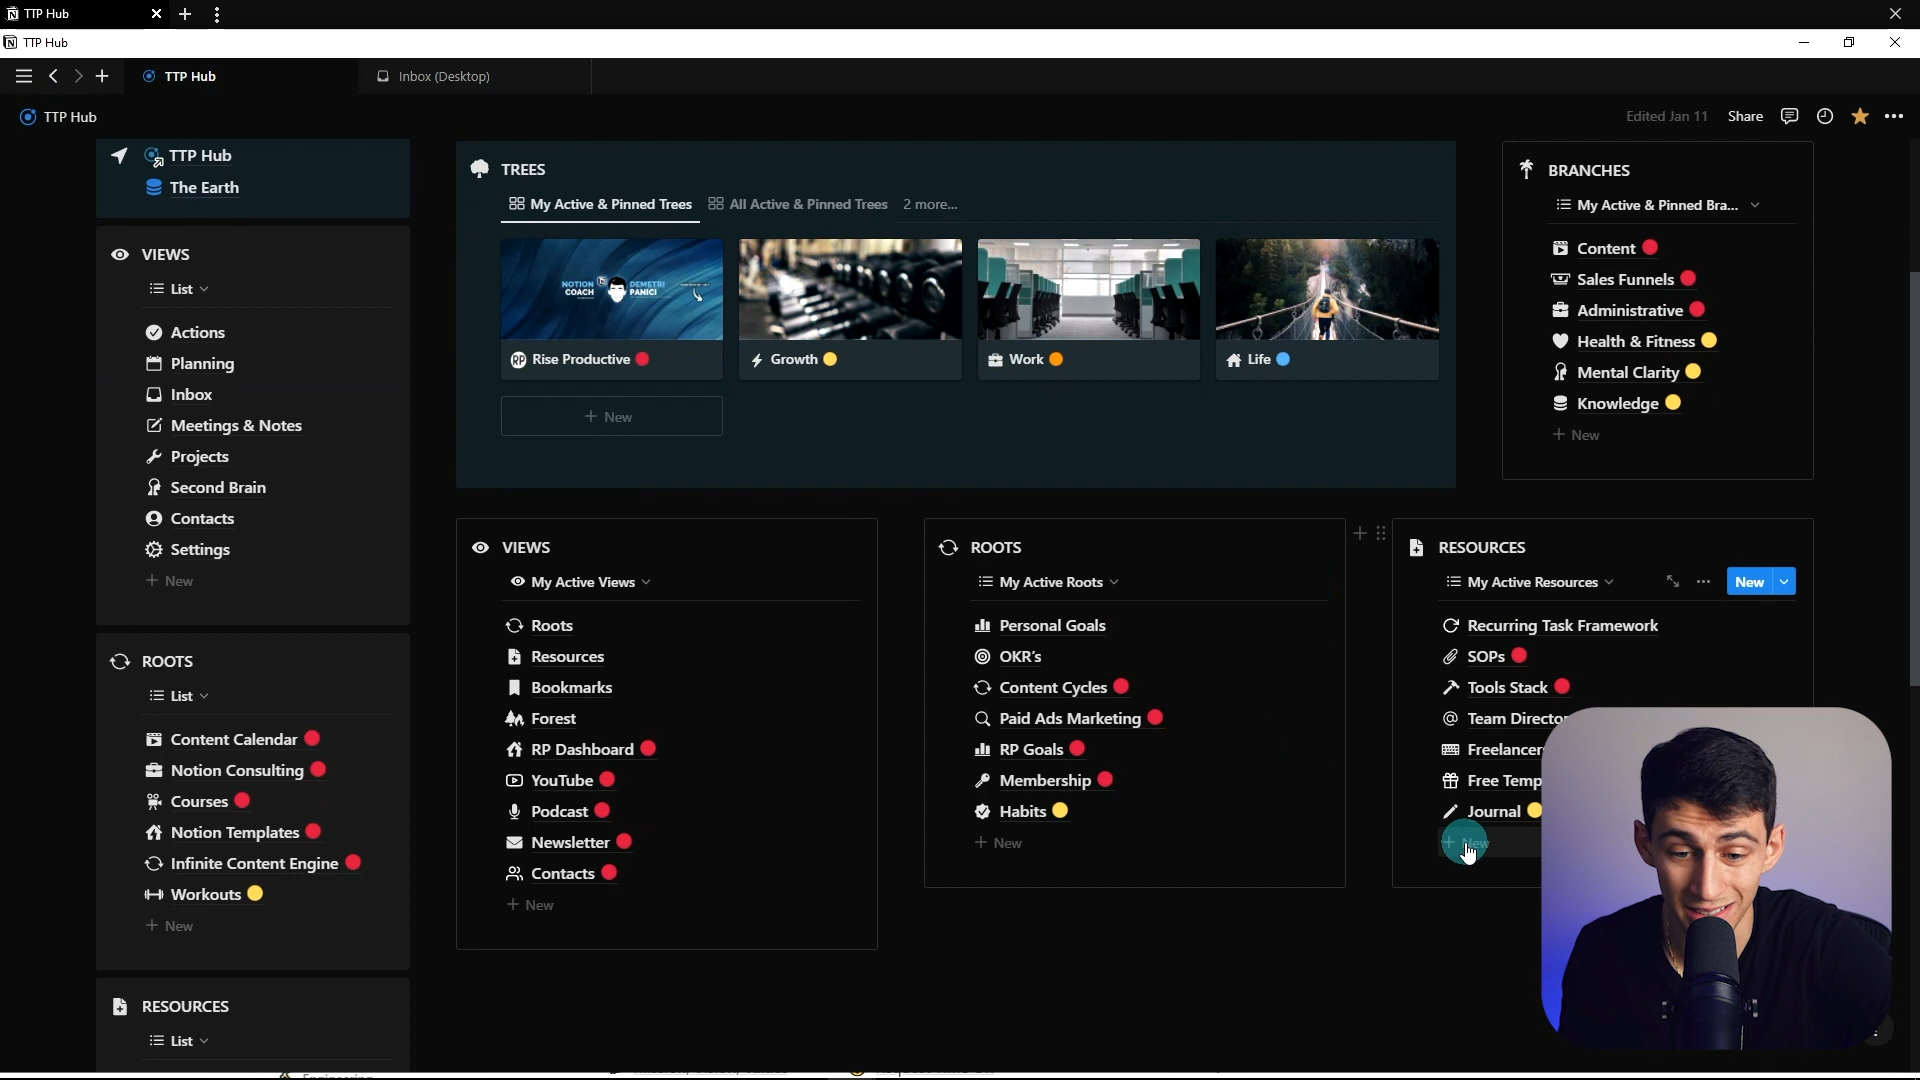 TTP Hub
TTP Hub
TTP Hub
Inbox (Desktop)
TTP Hub
Edited Jan 11
Share
TTP Hub
The Earth
VIEWS
List
Actions
Planning
Inbox
Meetings & Notes
Projects
Second Brain
Contacts
Settings
New
ROOTS
List
Content Calendar
Notion Consulting
Courses
Notion Templates
Infinite Content Engine
Workouts
New
RESOURCES
List
TREES
My Active & Pinned Trees
All Active & Pinned Trees
2 more...
NOTION COACH
DEMETRI PANICI
RP Rise Productive
Growth
Work
Life
New
BRANCHES
My Active & Pinned Bra...
Content
Sales Funnels
Administrative
Health & Fitness
Mental Clarity
Knowledge
New
VIEWS
My Active Views
Roots
Resources
Bookmarks
Forest
RP Dashboard
YouTube
Podcast
Newsletter
Contacts
New
ROOTS
My Active Roots
Personal Goals
OKR's
Content Cycles
Paid Ads Marketing
RP Goals
Membership
Habits
New
RESOURCES
My Active Resources
New
Recurring Task Framework
SOPs
Tools Stack
Team Director
Freelancer
Free Temp
Journal
New